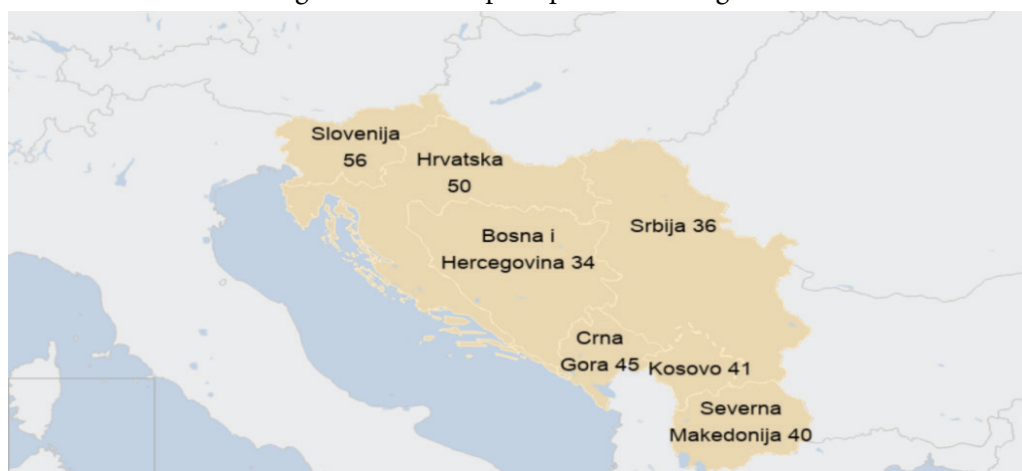 Slovenija
56
Hrvatska
50
Srbija 36
Bosna i
Hercegovina 34
Crna
Gora 45
Kosovo 41
Severna
Makedonija 40